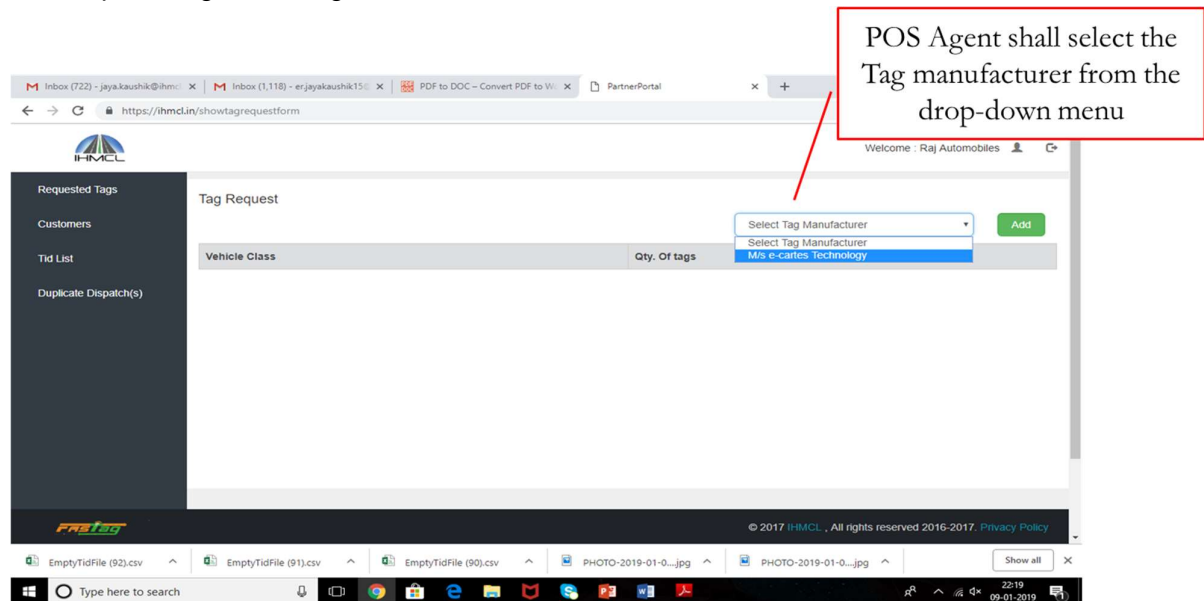 POS Agent shall select the
Tag manufacturer from the
drop-down menu
Inbox (722) - jaya.kaushik@ihmcl
Inbox (1,118) - er.jayakaushik15@
PDF to DOC – Convert PDF to Wo
PartnerPortal
https://ihmcl.in/showtagrequestform
IHMCL
Welcome : Raj Automobiles
Requested Tags
Customers
Tid List
Duplicate Dispatch(s)
Tag Request
Select Tag Manufacturer
Add
Select Tag Manufacturer
M/s e-cartes Technology
Vehicle Class
Qty. Of tags
FASTag
© 2017 IHMCL , All rights reserved 2016-2017. Privacy Policy
EmptyTidFile (92).csv
EmptyTidFile (91).csv
EmptyTidFile (90).csv
PHOTO-2019-01-0....jpg
PHOTO-2019-01-0....jpg
Show all
Type here to search
22:19
09-01-2019